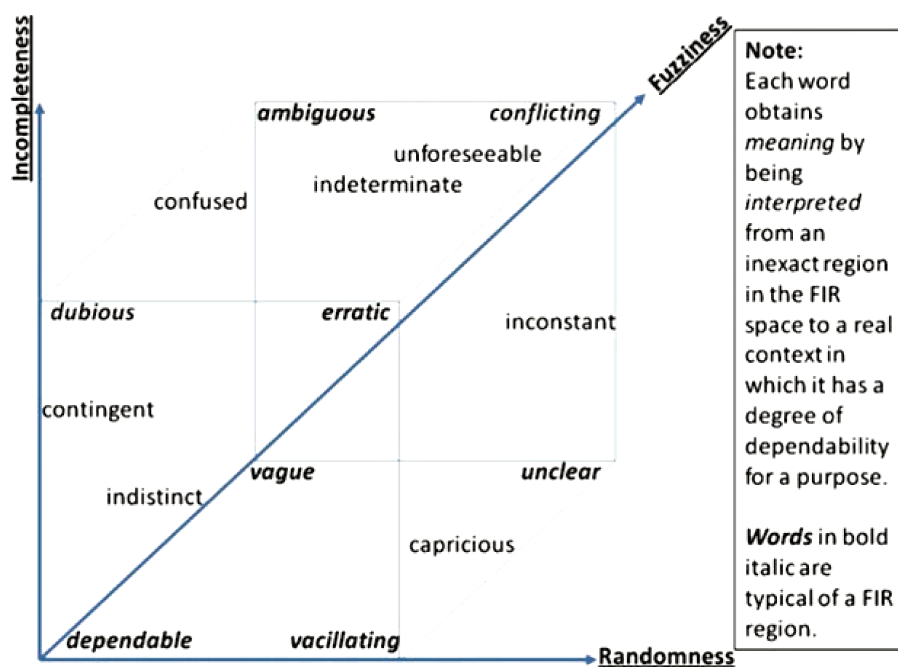 Incompleteness
Fuzziness
ambiguous
conflicting
unforeseeable
indeterminate
confused
dubious
erratic
inconstant
contingent
vague
unclear
indistinct
capricious
dependable
vacillating
Randomness
Note:
Each word
obtains
meaning by
being
interpreted
from an
inexact region
in the FIR
space to a real
context in
which it has a
degree of
dependability
for a purpose.
Words in bold
italic are
typical of a FIR
region.